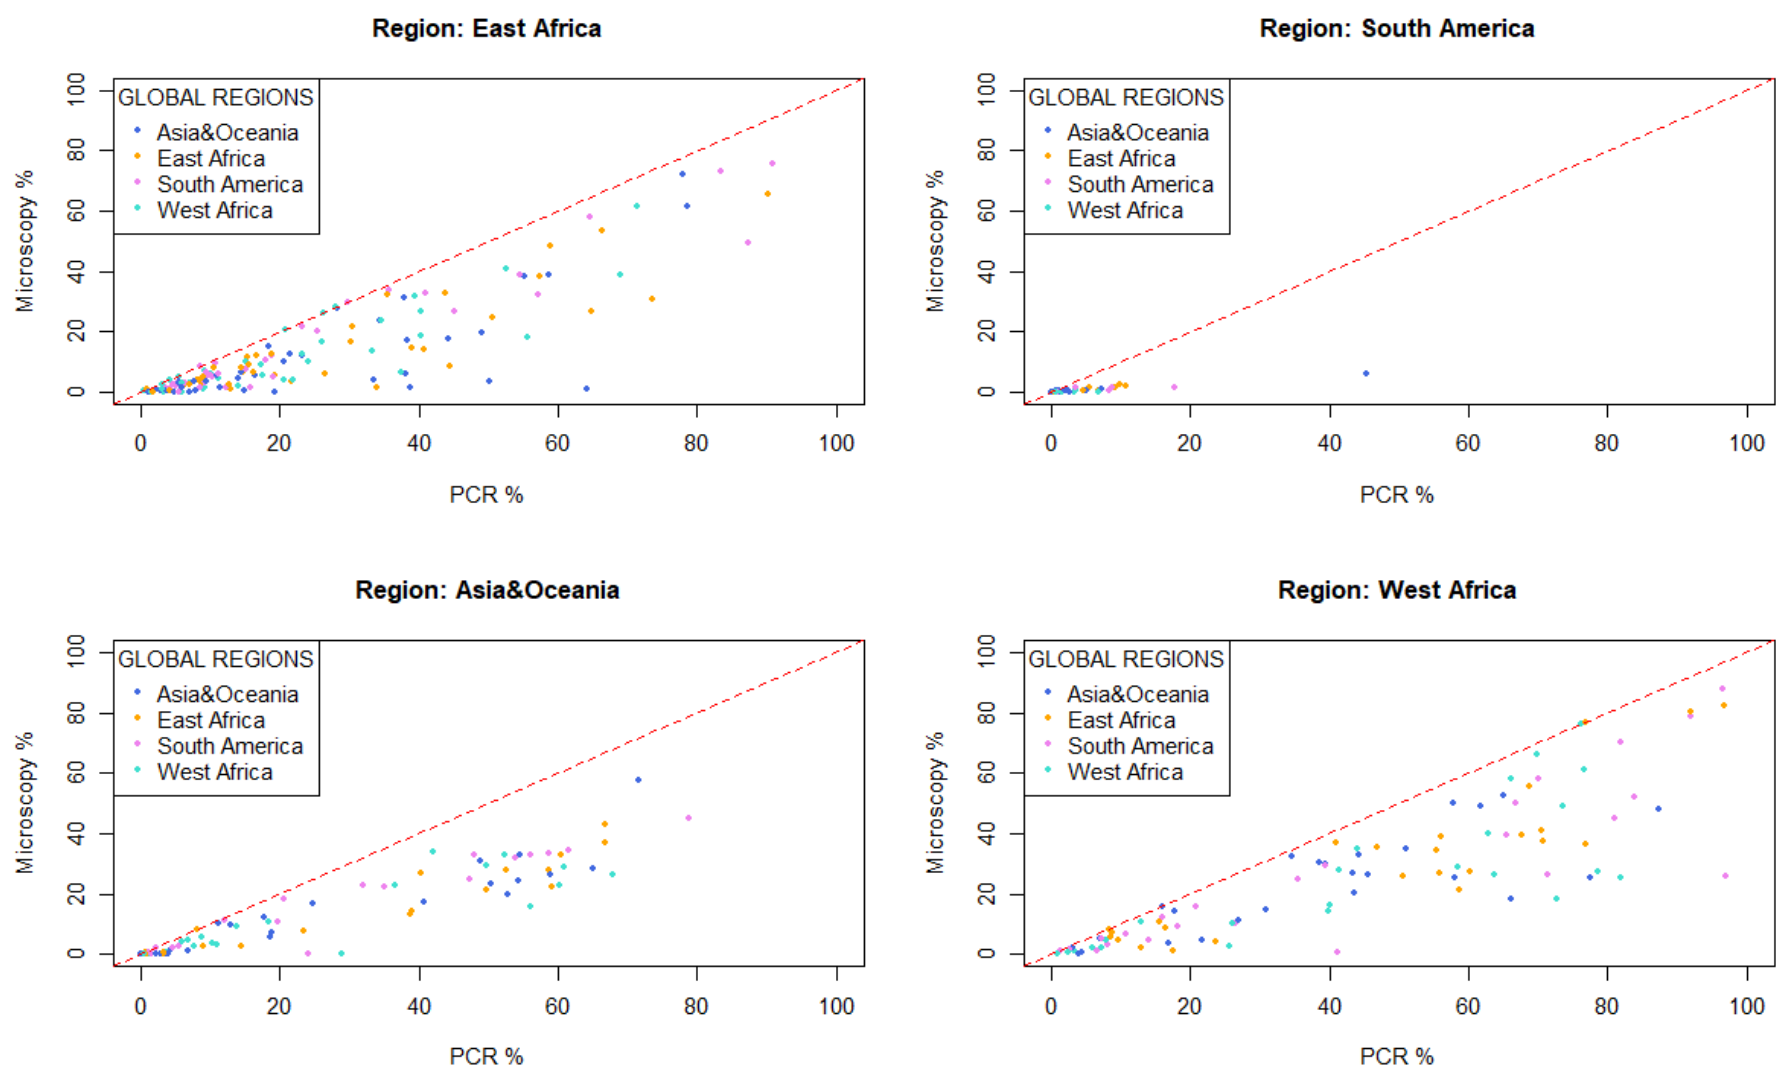 Region: East Africa
GLOBAL REGIONS
Asia&Oceania
East Africa
South America
West Africa
Microscopy %
100
80
60
40
20
0
0 20 40 60 80 100
PCR %
Region: South America
GLOBAL REGIONS
Asia&Oceania
East Africa
South America
West Africa
Microscopy %
100
80
60
40
20
0
0 20 40 60 80 100
PCR %
Region: Asia&Oceania
GLOBAL REGIONS
Asia&Oceania
East Africa
South America
West Africa
Microscopy %
100
80
60
40
20
0
0 20 40 60 80 100
PCR %
Region: West Africa
GLOBAL REGIONS
Asia&Oceania
East Africa
South America
West Africa
Microscopy %
100
80
60
40
20
0
0 20 40 60 80 100
PCR %